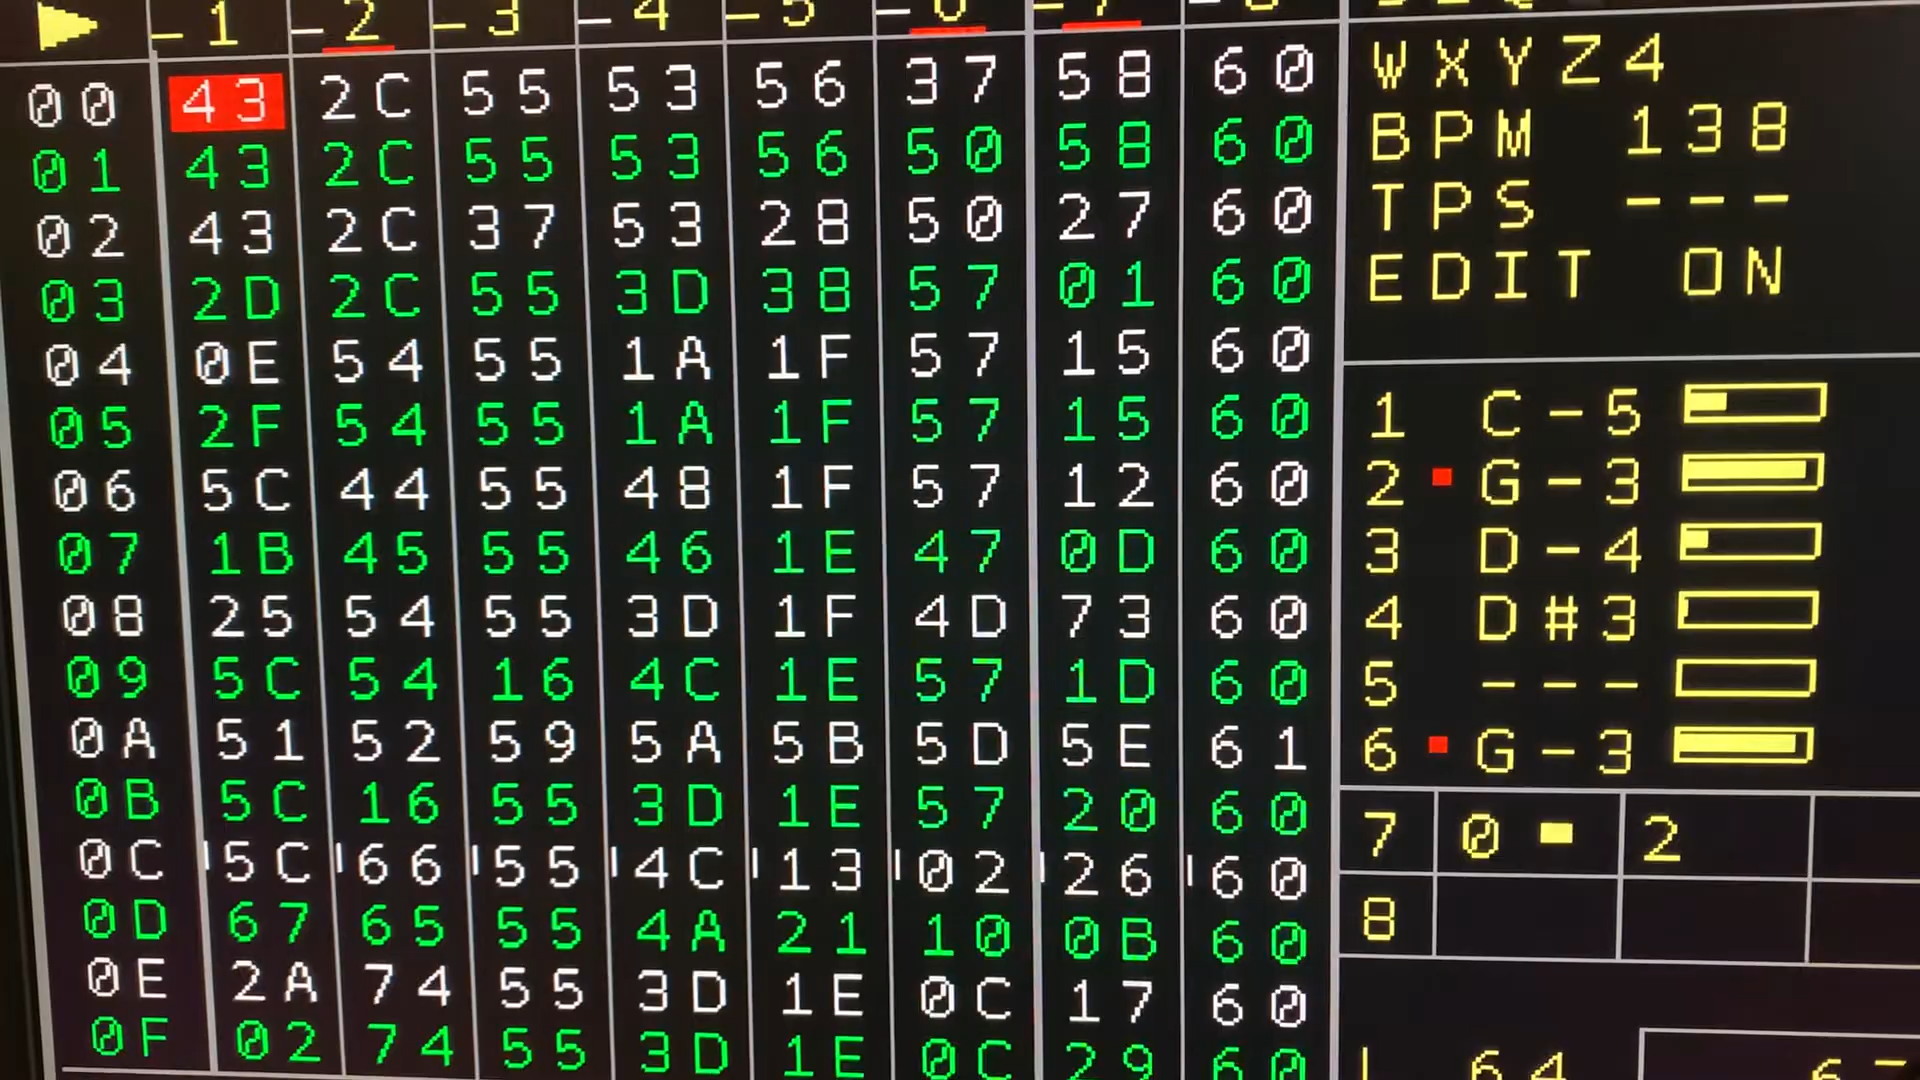 -1 -2 -3 -4 -5 -6 -7
00 43 2C 55 53 56 37 58 60
01 43 2C 55 53 56 50 58 60
02 43 2C 37 53 28 50 27 60
03 2D 2C 55 3D 38 57 01 60
04 0E 54 55 1A 1F 57 15 60
05 2F 54 55 1A 1F 57 15 60
06 5C 44 55 48 1F 57 12 60
07 1B 45 55 46 1E 47 0D 60
08 25 54 55 3D 1F 4D 73 60
09 5C 54 16 4C 1E 57 1D 60
0A 51 52 59 5A 5B 5D 5E 61
0B 5C 16 55 3D 1E 57 20 60
0C 5C 66 55 4C 13 02 26 60
0D 67 65 55 4A 21 10 0B 60
0E 2A 74 55 3D 1E 0C 17 60
0F 02 74 55 3D 1E 0C 29 60
WXYZ4
BPM 138
TPS ---
EDIT ON
1 C-5
2 G-3
3 D-4
4 D#3
5 ---
6 G-3
7 0 2
8
64